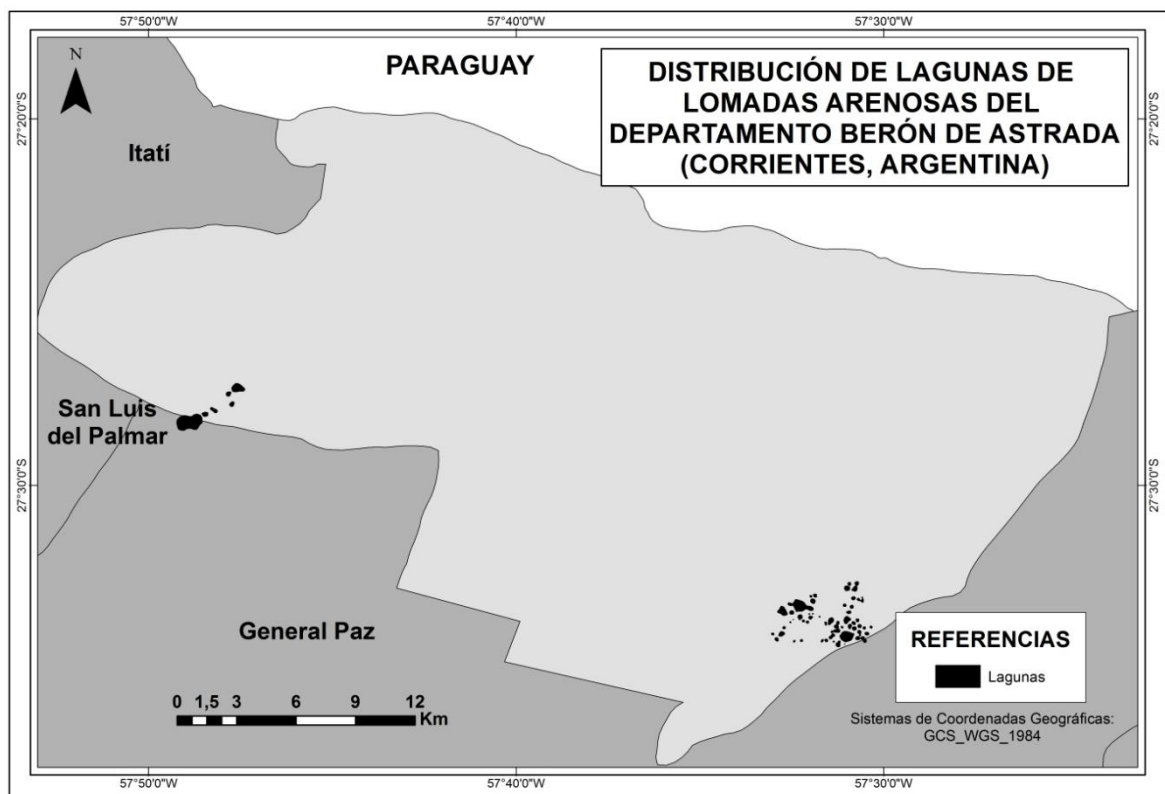 57°50'0"W
57°40'0"W
57°30'0"W
N
PARAGUAY
DISTRIBUCIÓN DE LAGUNAS DE
LOMADAS ARENOSAS DEL
DEPARTAMENTO BERÓN DE ASTRADA
(CORRIENTES, ARGENTINA)
27°20'0"S
27°20'0"S
Itatí
San Luis
del Palmar
27°30'0"S
27°30'0"S
General Paz
REFERENCIAS
Lagunas
0 1,5 3 6 9 12
Km
Sistemas de Coordenadas Geográficas:
GCS_WGS_1984
57°50'0"W
57°40'0"W
57°30'0"W